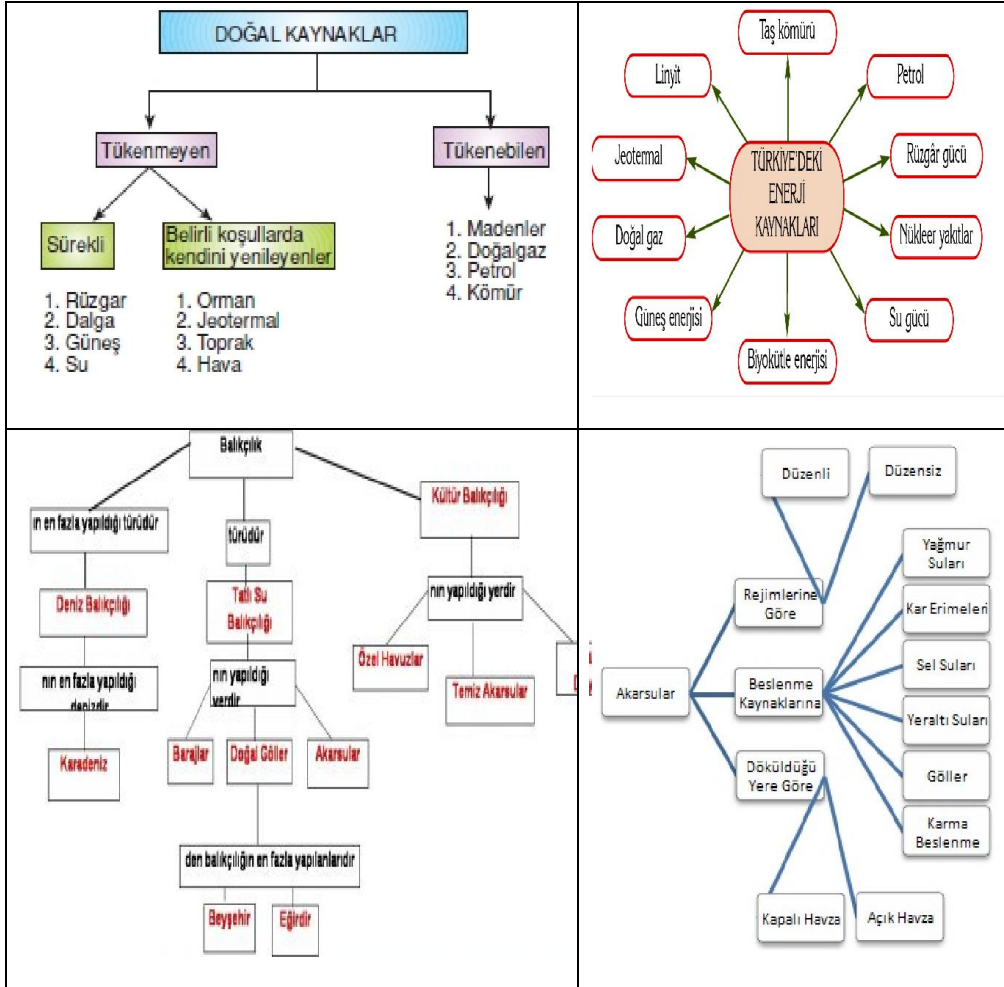 DOĞAL KAYNAKLAR
Tükenmeyen
Tükenebilen
Sürekli
Belirli koşullarda
kendini yenileyenler
1. Rüzgar
2. Dalga
3. Güneş
4. Su
1. Orman
2. Jeotermal
3. Toprak
4. Hava
1. Madenler
2. Doğalgaz
3. Petrol
4. Kömür
Taş kömürü
Linyit
Petrol
Jeotermal
TÜRKİYE'DEKİ
ENERJİ
KAYNAKLARI
Rüzgâr gücü
Doğal gaz
Nükleer yakıtlar
Güneş enerjisi
Su gücü
Biyokütle enerjisi
Balıkçılık
ın en fazla yapıldığı türüdür
türüdür
Kültür Balıkçılığı
Deniz Balıkçılığı
Tatlı Su
Balıkçılığı
nın yapıldığı yerdir
nın en fazla yapıldığı
denizdir
nın yapıldığı
yerdir
Özel Havuzlar
Temiz Akarsular
Karadeniz
Barajlar
Doğal Göller
Akarsular
den balıkçılığın en fazla yapılanlarıdır
Beyşehir
Eğirdir
Düzenli
Düzensiz
Rejimlerine
Göre
Yağmur
Suları
Kar Erimeleri
Sel Suları
Akarsular
Beslenme
Kaynaklarına
Yeraltı Suları
Döküldüğü
Yere Göre
Göller
Karma
Beslenme
Kapalı Havza
Açık Havza